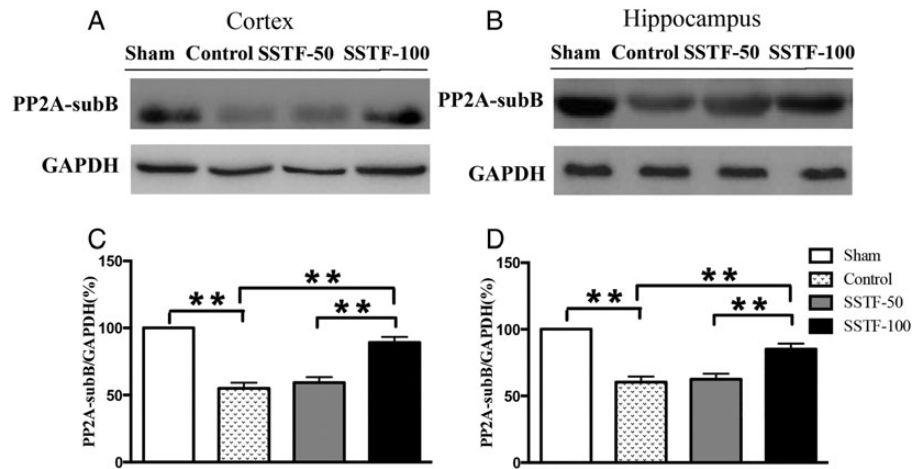 A
Cortex
Sham Control SSTF-50 SSTF-100
PP2A-subB
GAPDH
B
Hippocampus
Sham Control SSTF-50 SSTF-100
PP2A-subB
GAPDH
C
PP2A-subB/GAPDH(%)
150
100
50
0
**
**
**
D
PP2A-subB/GAPDH(%)
150
100
50
0
**
**
**
Sham
Control
SSTF-50
SSTF-100